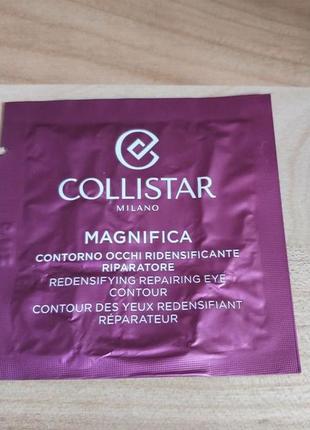 COLLISTAR
MILANO
MAGNIFICA
CONTORNO OCCHI RIDENSIFICANTE
RIPARATORE
REDENSIFYING REPAIRING EYE
CONTOUR
CONTOUR DES YEUX REDENSIFIANT
RÉPARATEUR